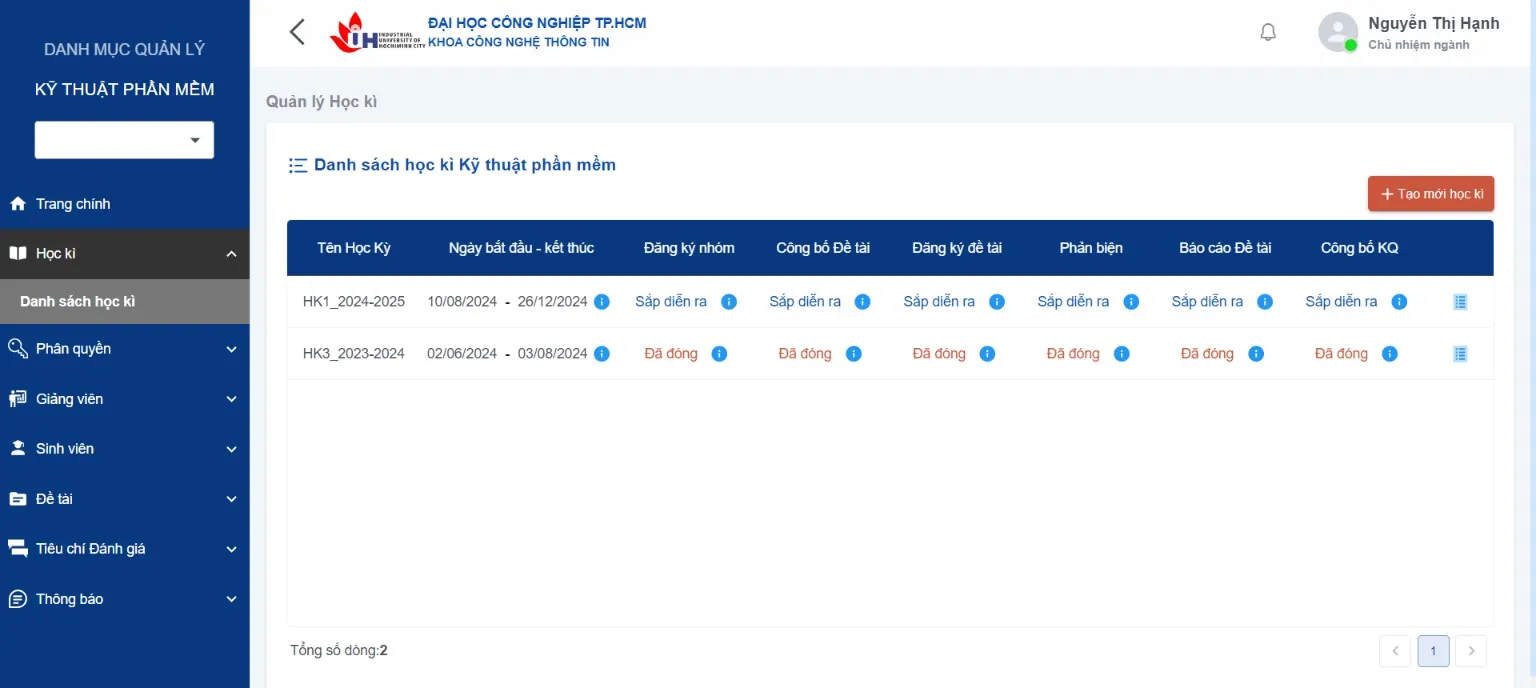 DANH MỤC QUẢN LÝ
KỸ THUẬT PHẦN MỀM
Trang chính
Học kì
Danh sách học kì
Phân quyền
Giảng viên
Sinh viên
Đề tài
Tiêu chí Đánh giá
Thông báo
IUH INDUSTRIAL UNIVERSITY OF HOCHIMINH CITY
ĐẠI HỌC CÔNG NGHIỆP TP.HCM
KHOA CÔNG NGHỆ THÔNG TIN
Nguyễn Thị Hạnh
Chủ nhiệm ngành
Quản lý Học kì
Danh sách học kì Kỹ thuật phần mềm
+ Tạo mới học kì
Tên Học Kỳ Ngày bắt đầu - kết thúc Đăng ký nhóm Công bố Đề tài Đăng ký đề tài Phản biện Báo cáo Đề tài Công bố KQ
HK1_2024-2025 10/08/2024 - 26/12/2024 Sắp diễn ra Sắp diễn ra Sắp diễn ra Sắp diễn ra Sắp diễn ra Sắp diễn ra
HK3_2023-2024 02/06/2024 - 03/08/2024 Đã đóng Đã đóng Đã đóng Đã đóng Đã đóng Đã đóng
Tổng số dòng:2
1